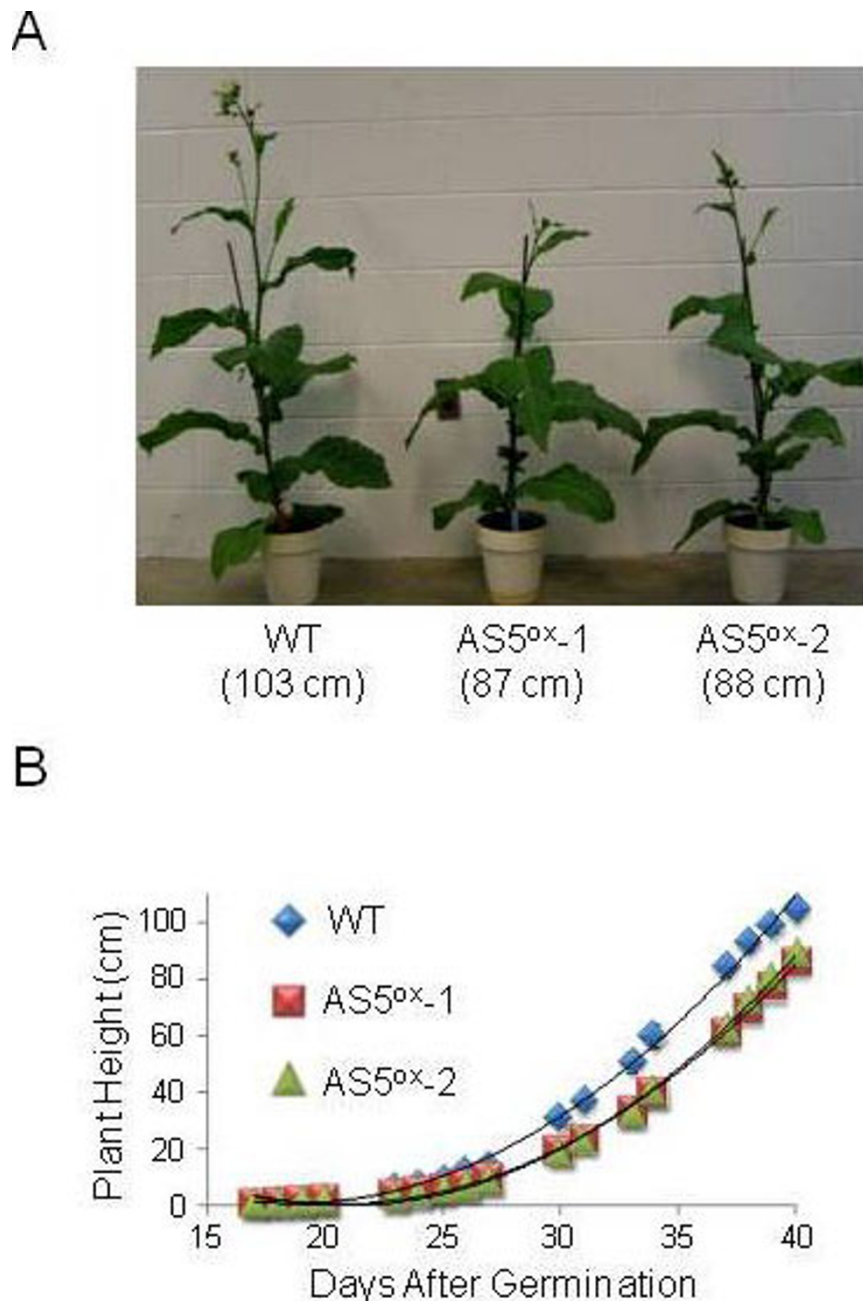 A
WT
(103 cm)
AS5ᵒˣ-1
(87 cm)
AS5ᵒˣ-2
(88 cm)
B
Plant Height (cm)
100
80
60
40
20
0
WT
AS5ᵒˣ-1
AS5ᵒˣ-2
15 20 25 30 35 40
Days After Germination